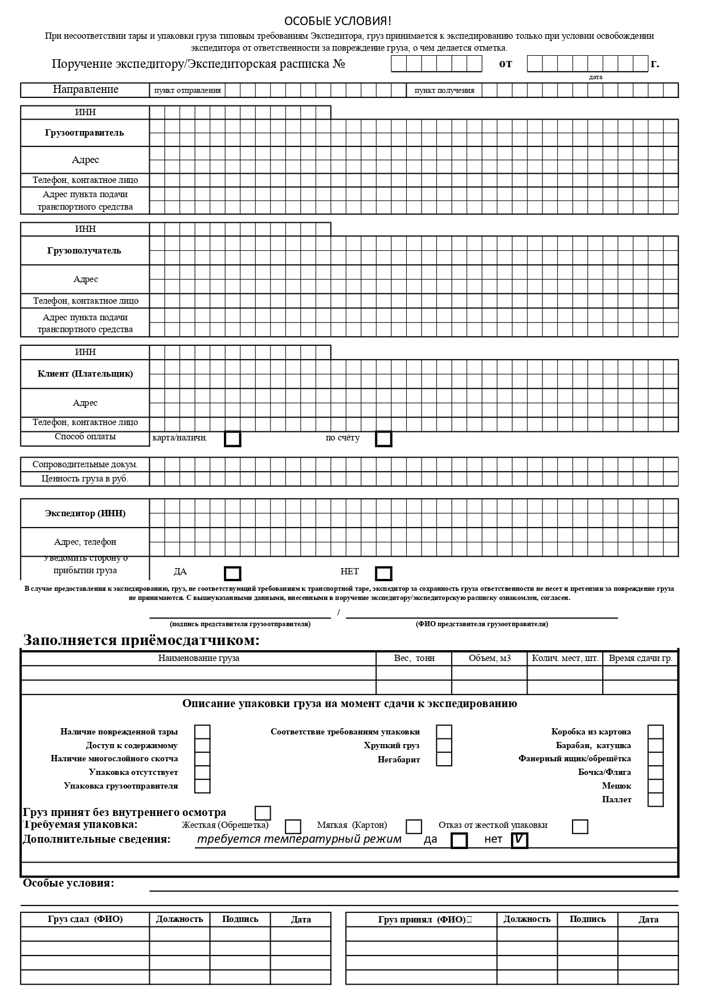 ОСОБЫЕ УСЛОВИЯ!
При несоответствии тары и упаковки груза типовым требованиям Экспедитора, груз принимается к экспедированию только при условии освобождении
экспедитора от ответственности за повреждение груза, о чем делается отметка.
Поручение экспедитору/Экспедиторская расписка № от г.
дата
Направление пункт отправления пункт получения
ИНН
Грузоотправитель
Адрес
Телефон, контактное лицо
Адрес пункта подачи
транспортного средства
ИНН
Грузополучатель
Адрес
Телефон, контактное лицо
Адрес пункта подачи
транспортного средства
ИНН
Клиент (Плательщик)
Адрес
Телефон, контактное лицо
Способ оплаты карта/наличн. по счёту
Сопроводительные докум.
Ценность груза в руб.
Экспедитор (ИНН)
Адрес, телефон
Уведомить сторону о
прибытии груза ДА НЕТ
В случае предоставления к экспедированию, груз, не соответствующий требованиям к транспортной таре, экспедитор за сохранность груза ответственности не несет и претензии за повреждение груза
не принимаются. С вышеуказанными данными, внесенными в поручение экспедитору/экспедиторскую расписку ознакомлен, согласен.
/
(подпись представителя грузоотправителя) (ФИО представителя грузоотправителя)
Заполняется приёмосдатчиком:
Наименование груза Вес, тонн Объем, м3 Колич. мест, шт. Время сдачи гр.
Описание упаковки груза на момент сдачи к экспедированию
Наличие поврежденной тары Соответствие требованиям упаковки Коробка из картона
Доступ к содержимому Хрупкий груз Барабан, катушка
Наличие многослойного скотча Негабарит Фанерный ящик/обрешётка
Упаковка отсутствует Бочка/Фляга
Упаковка грузоотправителя Мешок
Паллет
Груз принят без внутреннего осмотра
Требуемая упаковка: Жесткая (Обрешетка) Мягкая (Картон) Отказ от жесткой упаковки
Дополнительные сведения: требуется температурный режим да нет V
Особые условия:
Груз сдал (ФИО) Должность Подпись Дата Груз принял (ФИО) Должность Подпись Дата